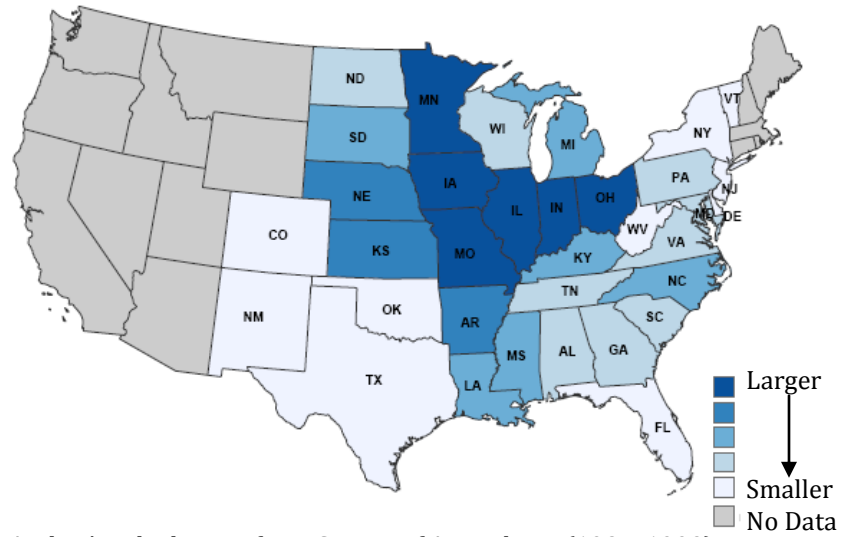 ND
MN
SD
WI
MI
VT
NY
NE
IA
PA
NJ
IL
IN
OH
MD
DE
CO
KS
MO
WV
VA
KY
NC
NM
OK
AR
TN
SC
MS
AL
GA
TX
LA
FL
Larger
Smaller
No Data